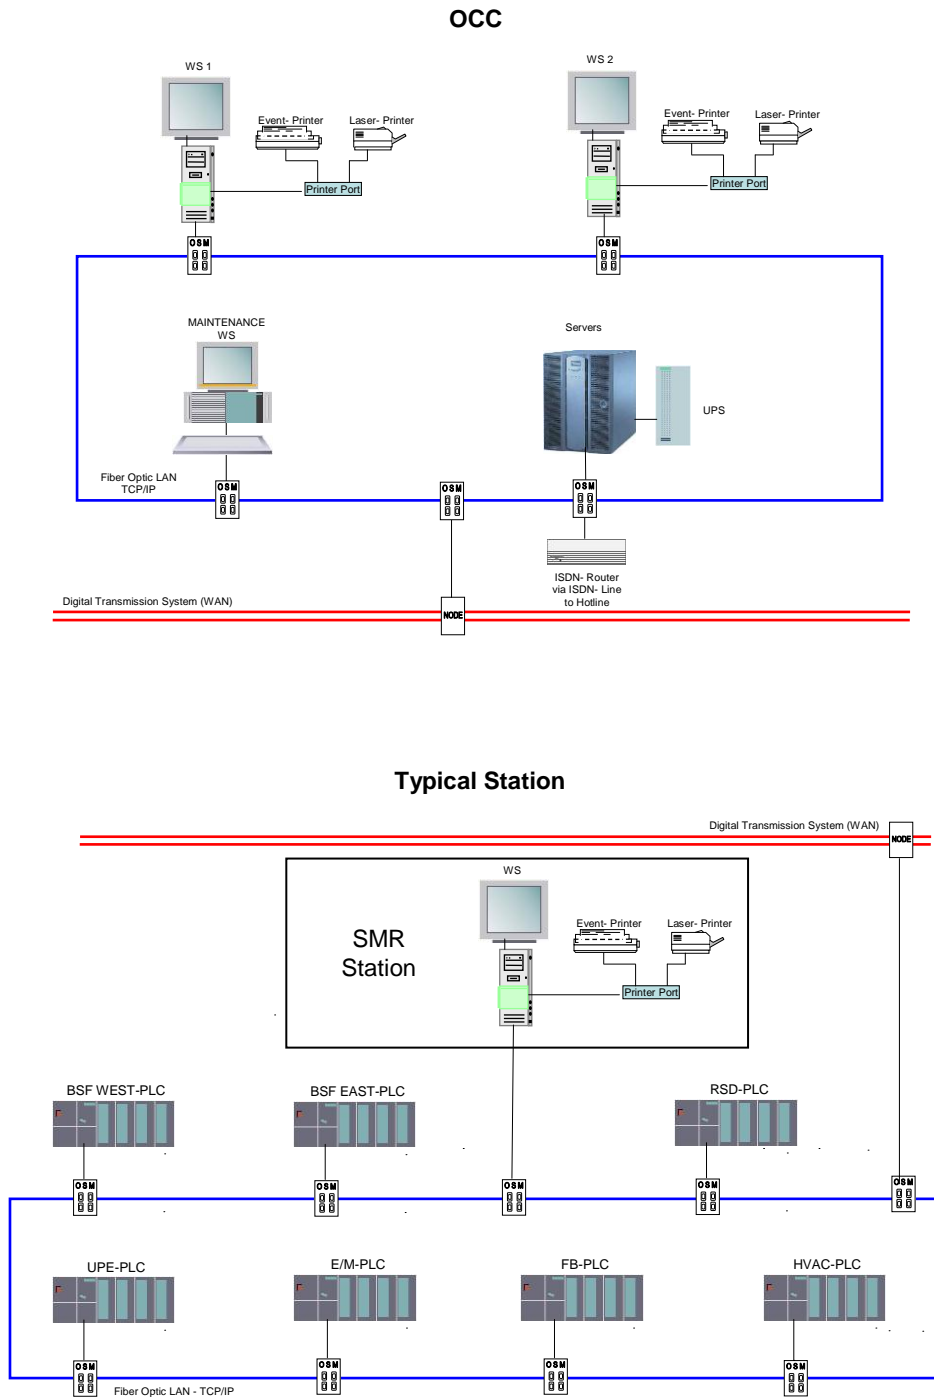 OCC
WS 1
WS 2
Event- Printer
Laser- Printer
Event- Printer
Laser- Printer
Printer Port
Printer Port
OSM
OSM
MAINTENANCE
WS
Servers
UPS
Fiber Optic LAN
TCP/IP
OSM
OSM
OSM
ISDN- Router
via ISDN- Line
to Hotline
Digital Transmission System (WAN)
NODE
Typical Station
Digital Transmission System (WAN)
NODE
WS
Event- Printer
Laser- Printer
SMR
Station
Printer Port
BSF WEST-PLC
BSF EAST-PLC
RSD-PLC
OSM
OSM
OSM
OSM
OSM
UPE-PLC
E/M-PLC
FB-PLC
HVAC-PLC
OSM
OSM
OSM
OSM
Fiber Optic LAN - TCP/IP